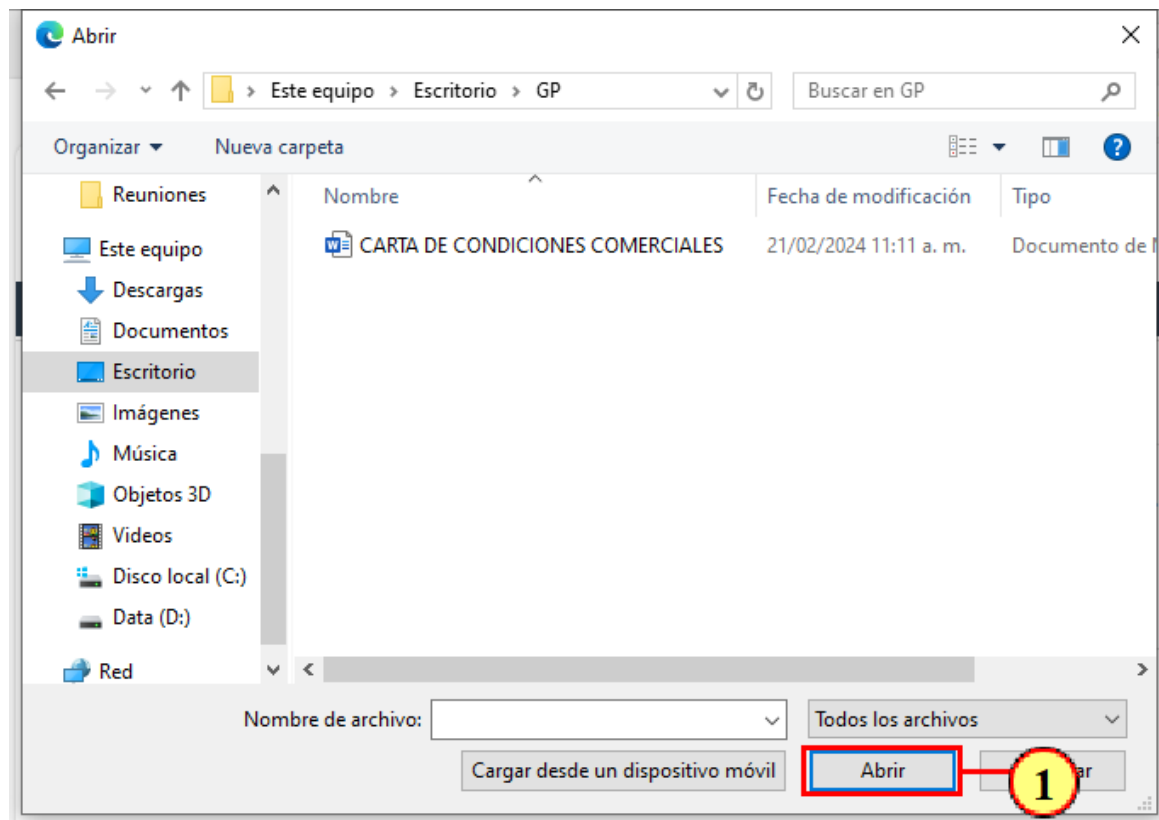 Abrir
Este equipo > Escritorio > GP
Buscar en GP
Organizar
Nueva carpeta
Reuniones
Este equipo
Descargas
Documentos
Escritorio
Imágenes
Música
Objetos 3D
Videos
Disco local (C:)
Data (D:)
Red
Nombre
Fecha de modificación
Tipo
CARTA DE CONDICIONES COMERCIALES
21/02/2024 11:11 a. m.
Documento de
Nombre de archivo:
Todos los archivos
Cargar desde un dispositivo móvil
Abrir
1